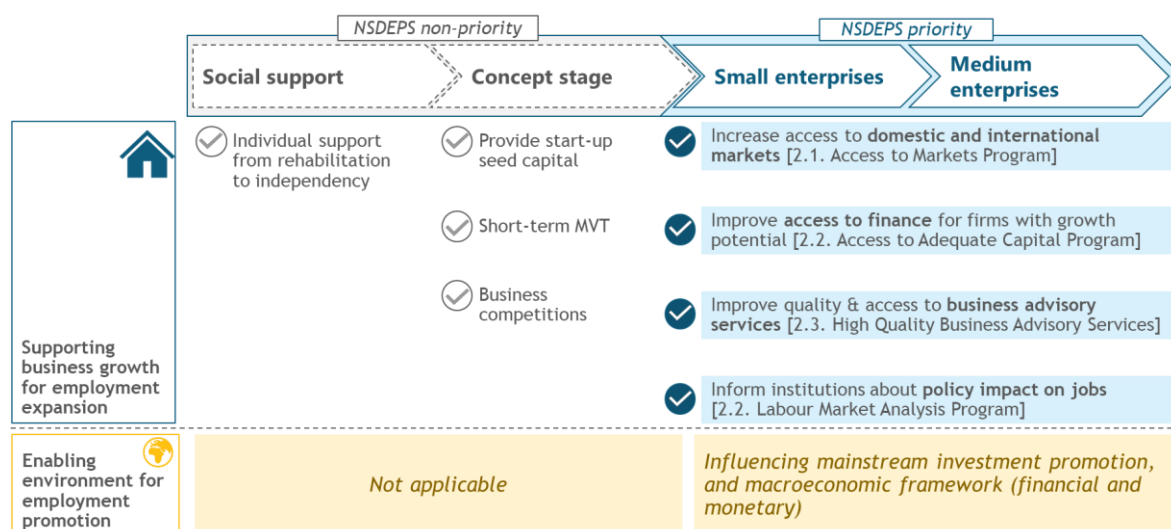 NSDEPS non-priority
NSDEPS priority
Social support
Concept stage
Small enterprises
Medium
enterprises
Supporting
business growth
for employment
expansion
Individual support
from rehabilitation
to independency
Provide start-up
seed capital
Short-term MVT
Business
competitions
Increase access to domestic and international
markets [2.1. Access to Markets Program]
Improve access to finance for firms with growth
potential [2.2. Access to Adequate Capital Program]
Improve quality & access to business advisory
services [2.3. High Quality Business Advisory Services]
Inform institutions about policy impact on jobs
[2.2. Labour Market Analysis Program]
Enabling
environment for
employment
promotion
Not applicable
Influencing mainstream investment promotion,
and macroeconomic framework (financial and
monetary)